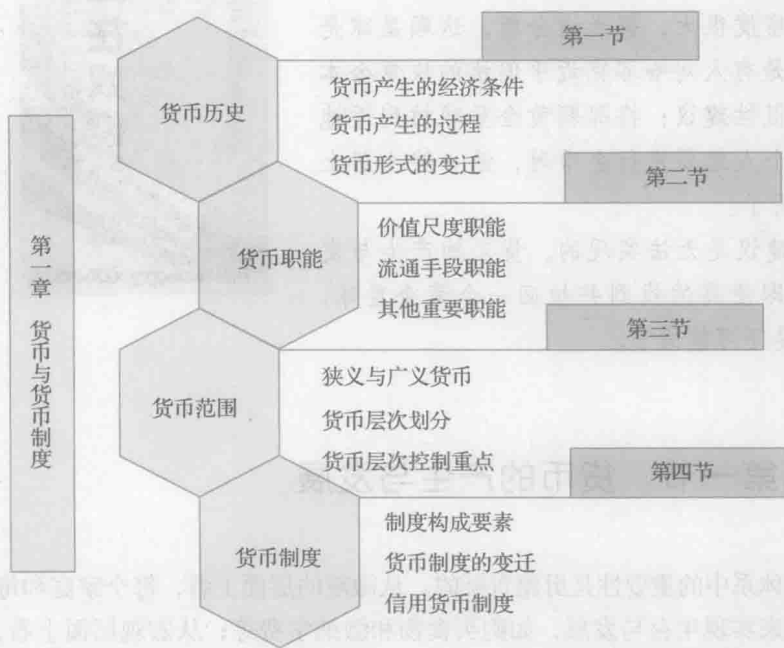 第一章 货币与货币制度
第一节
货币历史
货币产生的经济条件
货币产生的过程
货币形式的变迁
第二节
货币职能
价值尺度职能
流通手段职能
其他重要职能
第三节
货币范围
狭义与广义货币
货币层次划分
货币层次控制重点
第四节
货币制度
制度构成要素
货币制度的变迁
信用货币制度